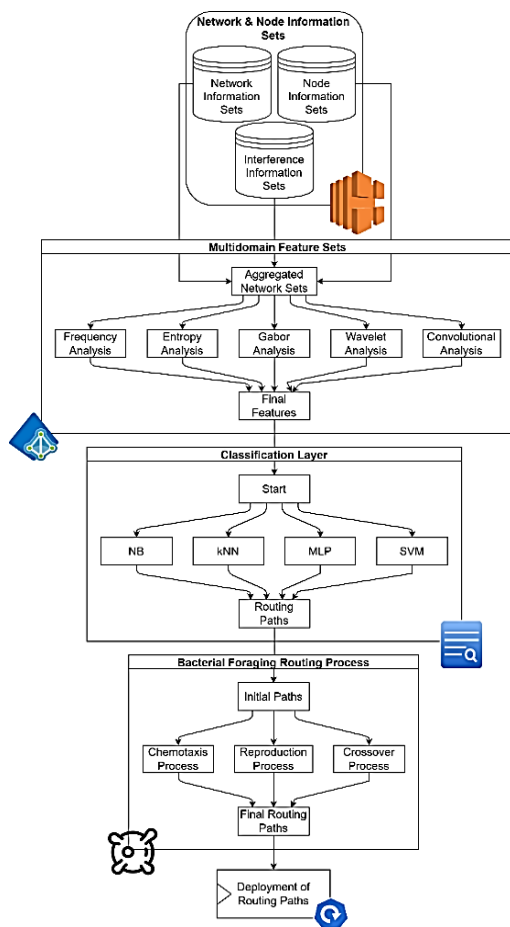 Network & Node Information
Sets
Network
Information
Sets
Node
Information
Sets
Interference
Information
Sets
Multidomain Feature Sets
Aggregated
Network Sets
Frequency
Analysis
Entropy
Analysis
Gabor
Analysis
Wavelet
Analysis
Convolutional
Analysis
Final
Features
Classification Layer
Start
NB
kNN
MLP
SVM
Routing
Paths
Bacterial Foraging Routing Process
Initial Paths
Chemotaxis
Process
Reproduction
Process
Crossover
Process
Final Routing
Paths
Deployment of
Routing Paths